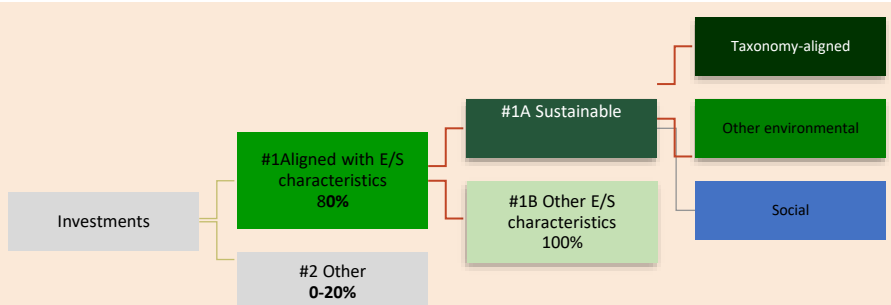 Investments
#1Aligned with E/S
characteristics
80%
#2 Other
0-20%
#1A Sustainable
#1B Other E/S
characteristics
100%
Taxonomy-aligned
Other environmental
Social